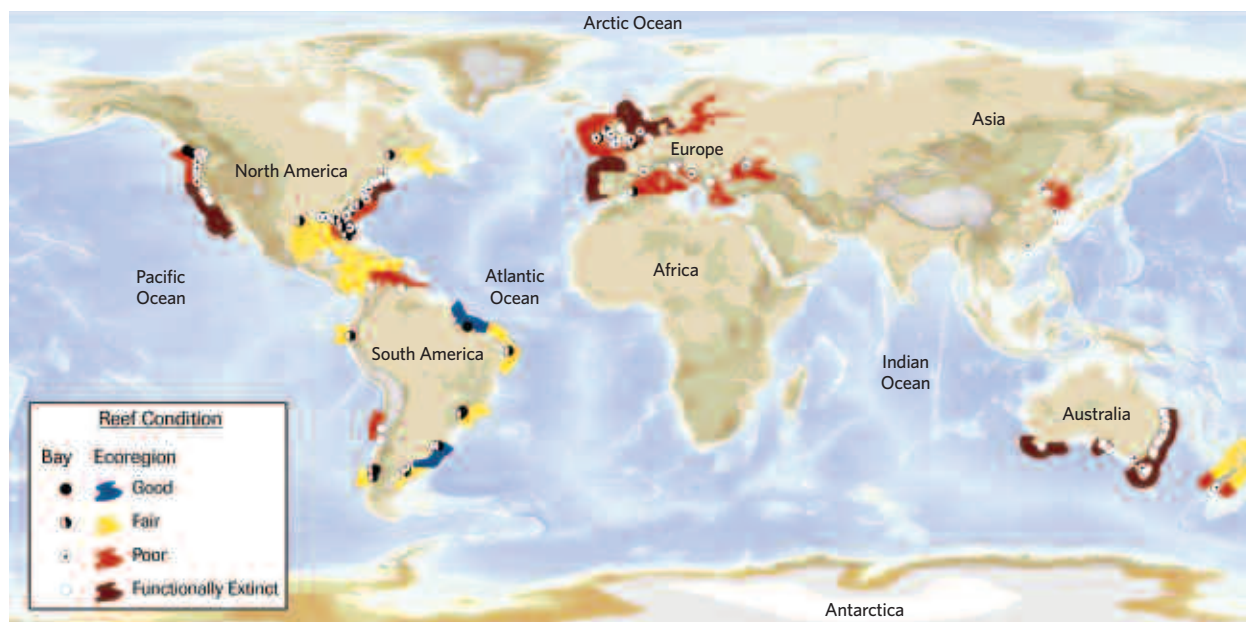 Arctic Ocean
Asia
Europe
North America
Pacific
Ocean
Atlantic
Ocean
Africa
South America
Indian
Ocean
Australia
Reef Condition
Bay Ecoregion
Good
Fair
Poor
Functionally Extinct
Antarctica